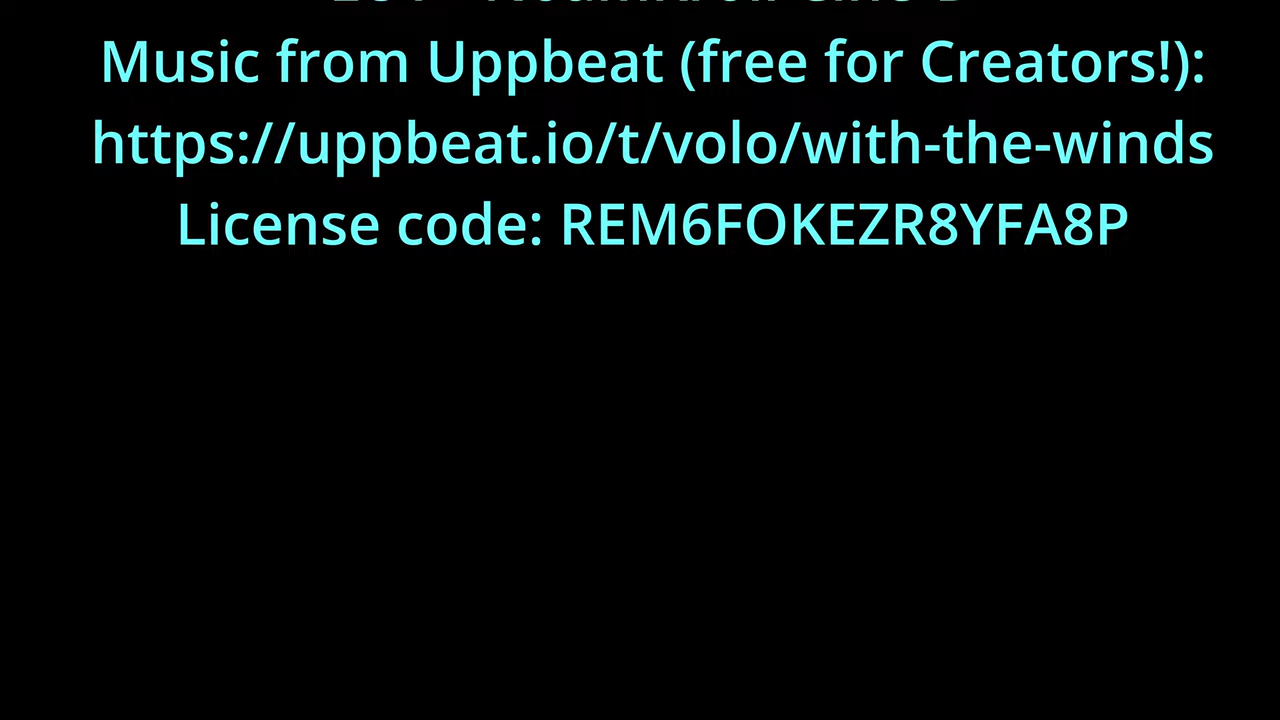 Music from Uppbeat (free for Creators!):
https://uppbeat.io/t/volo/with-the-winds
License code: REM6FOKEZR8YFA8P